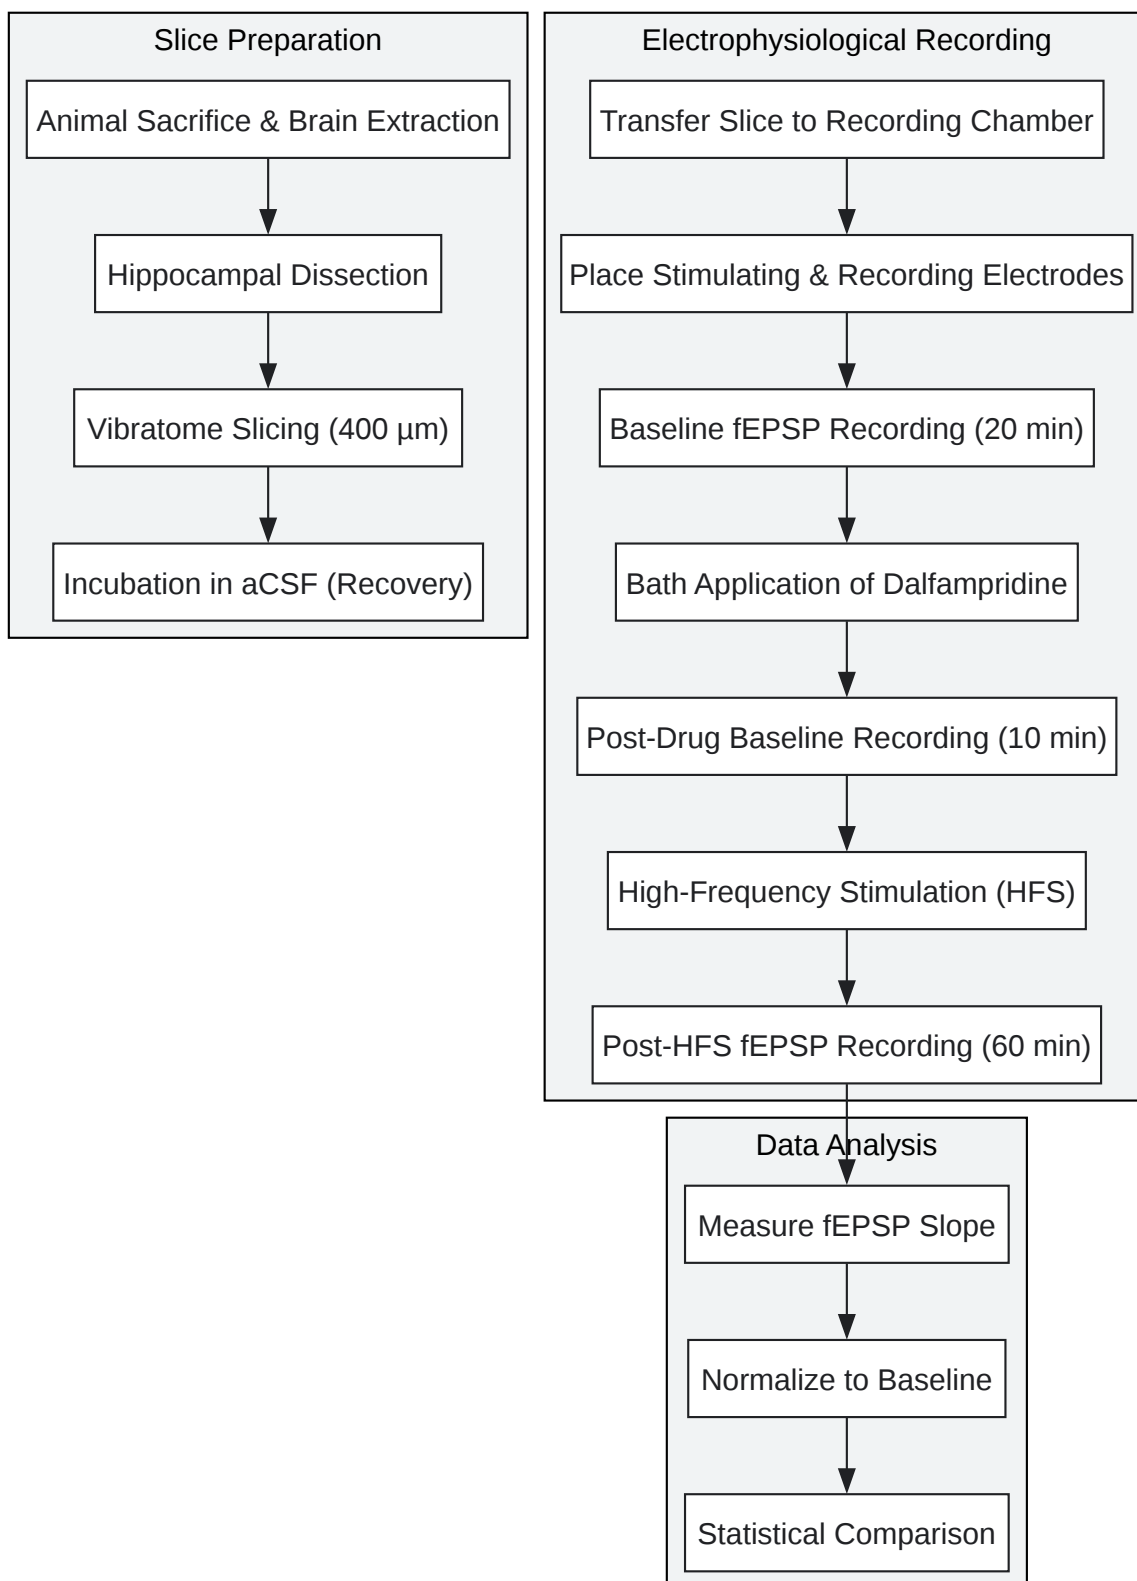 Slice Preparation
Animal Sacrifice & Brain Extraction
Hippocampal Dissection
Vibratome Slicing (400 µm)
Incubation in aCSF (Recovery)
Electrophysiological Recording
Transfer Slice to Recording Chamber
Place Stimulating & Recording Electrodes
Baseline fEPSP Recording (20 min)
Bath Application of Dalfampridine
Post-Drug Baseline Recording (10 min)
High-Frequency Stimulation (HFS)
Post-HFS fEPSP Recording (60 min)
Data Analysis
Measure fEPSP Slope
Normalize to Baseline
Statistical Comparison